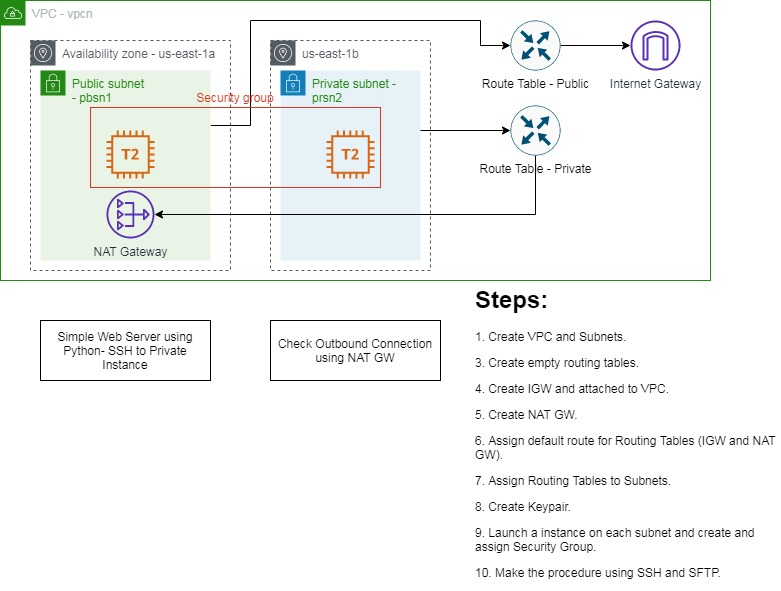 VPC - vpcn
Availability zone - us-east-1a
us-east-1b
Public subnet
- pbsn1
Private subnet -
prsn2
Security group
T2
T2
NAT Gateway
Route Table - Public
Internet Gateway
Route Table - Private
Simple Web Server using
Python- SSH to Private
Instance
Check Outbound Connection
using NAT GW
Steps:
1. Create VPC and Subnets.
3. Create empty routing tables.
4. Create IGW and attached to VPC.
5. Create NAT GW.
6. Assign default route for Routing Tables (IGW and NAT
GW).
7. Assign Routing Tables to Subnets.
8. Create Keypair.
9. Launch a instance on each subnet and create and
assign Security Group.
10. Make the procedure using SSH and SFTP.